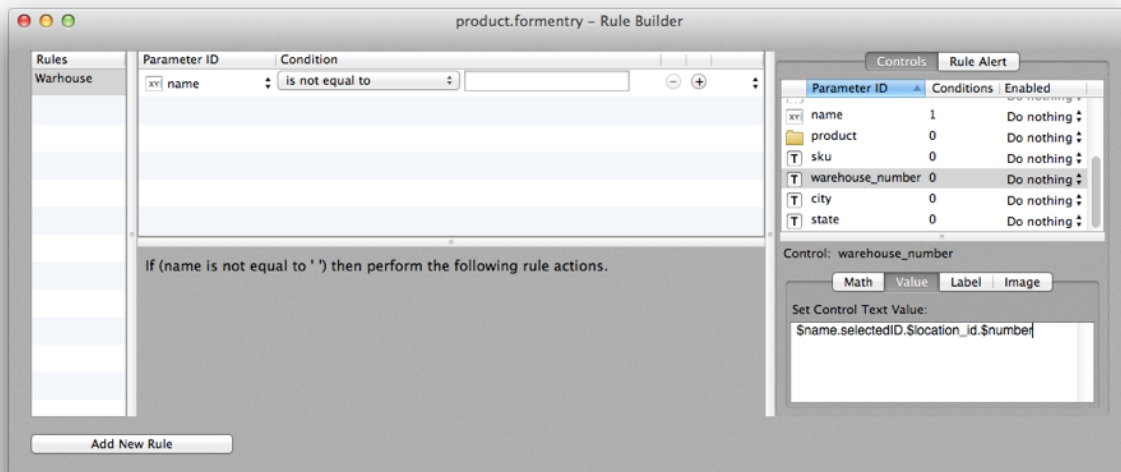 product.formentry – Rule Builder
Rules
Warhouse
Parameter ID Condition
XY name is not equal to
If (name is not equal to ' ') then perform the following rule actions.
Add New Rule
Controls Rule Alert
Parameter ID Conditions Enabled
XY name 1 Do nothing
product 0 Do nothing
T sku 0 Do nothing
T warehouse_number 0 Do nothing
T city 0 Do nothing
T state 0 Do nothing
Control: warehouse_number
Math Value Label Image
Set Control Text Value:
$name.selectedID.$location_id.$number